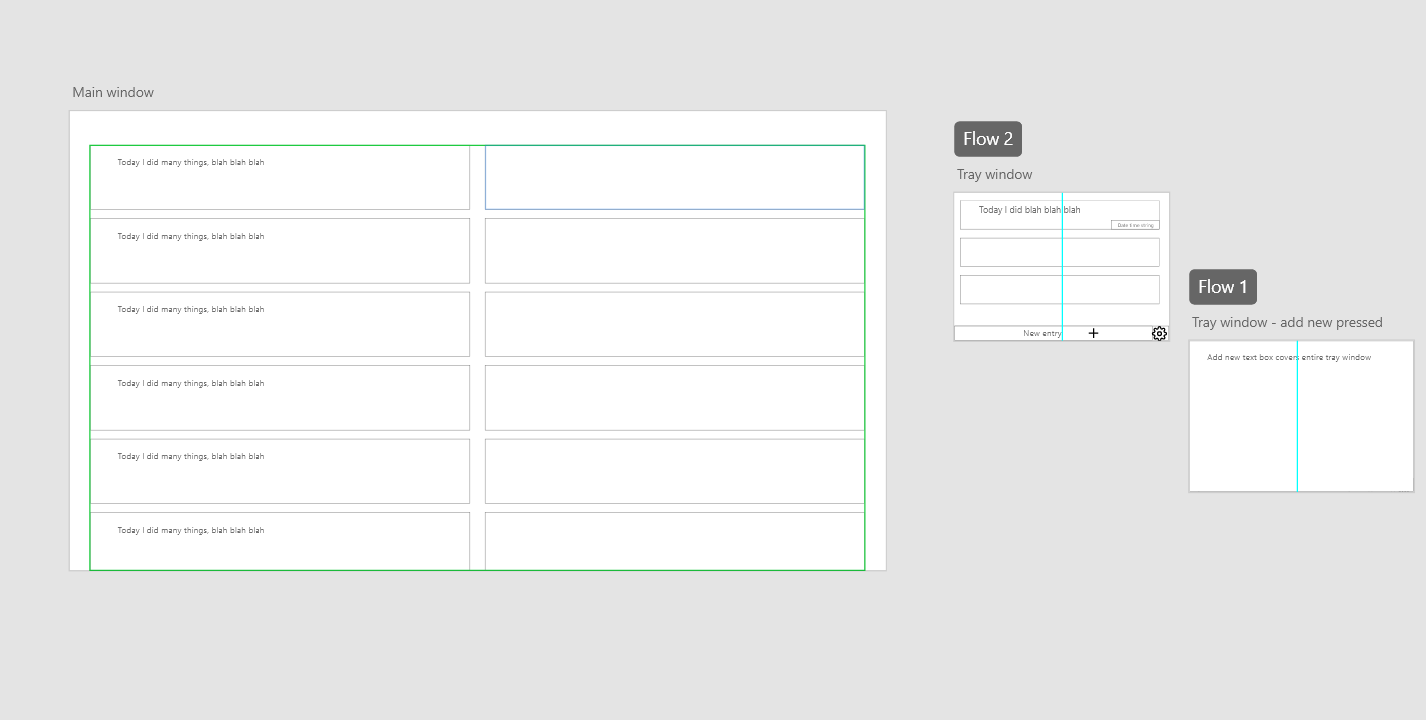 Main window
Today I did many things, blah blah blah
Today I did many things, blah blah blah
Today I did many things, blah blah blah
Today I did many things, blah blah blah
Today I did many things, blah blah blah
Today I did many things, blah blah blah
Flow 2
Tray window
Today I did blah blah blah
Date time string
New entry
Flow 1
Tray window - add new pressed
Add new text box covers entire tray window